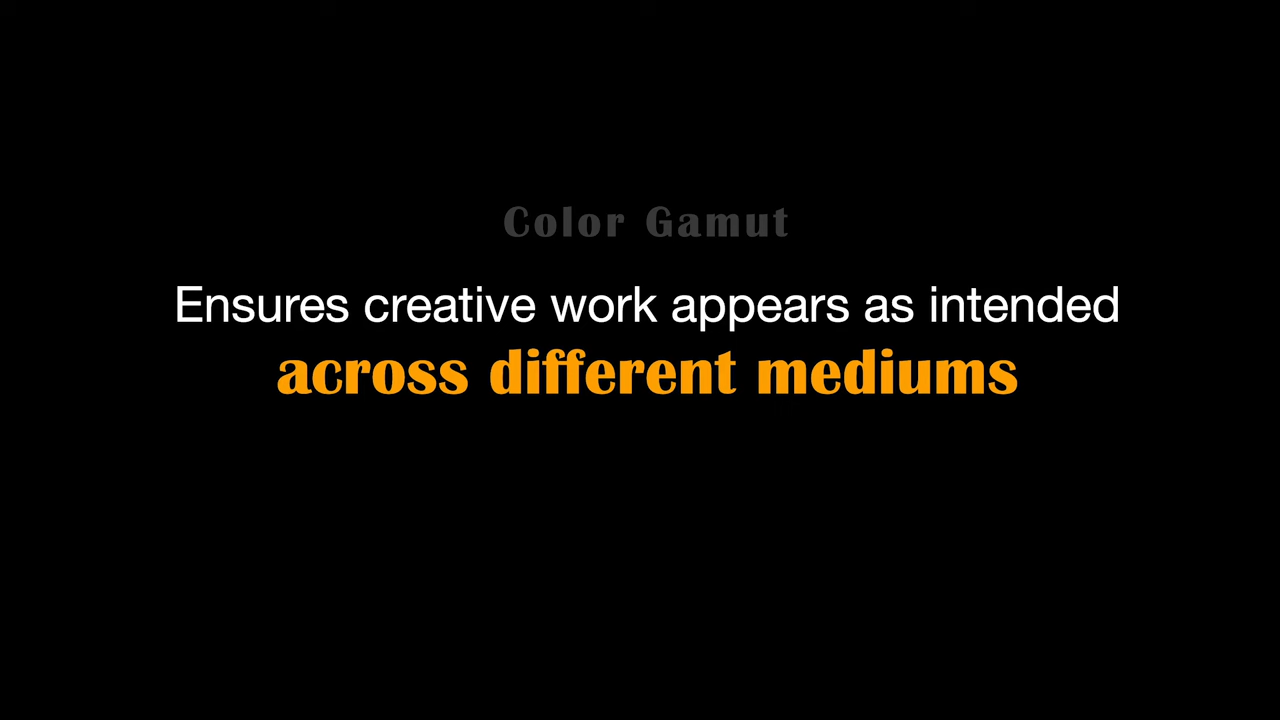 Color Gamut
Ensures creative work appears as intended
across different mediums